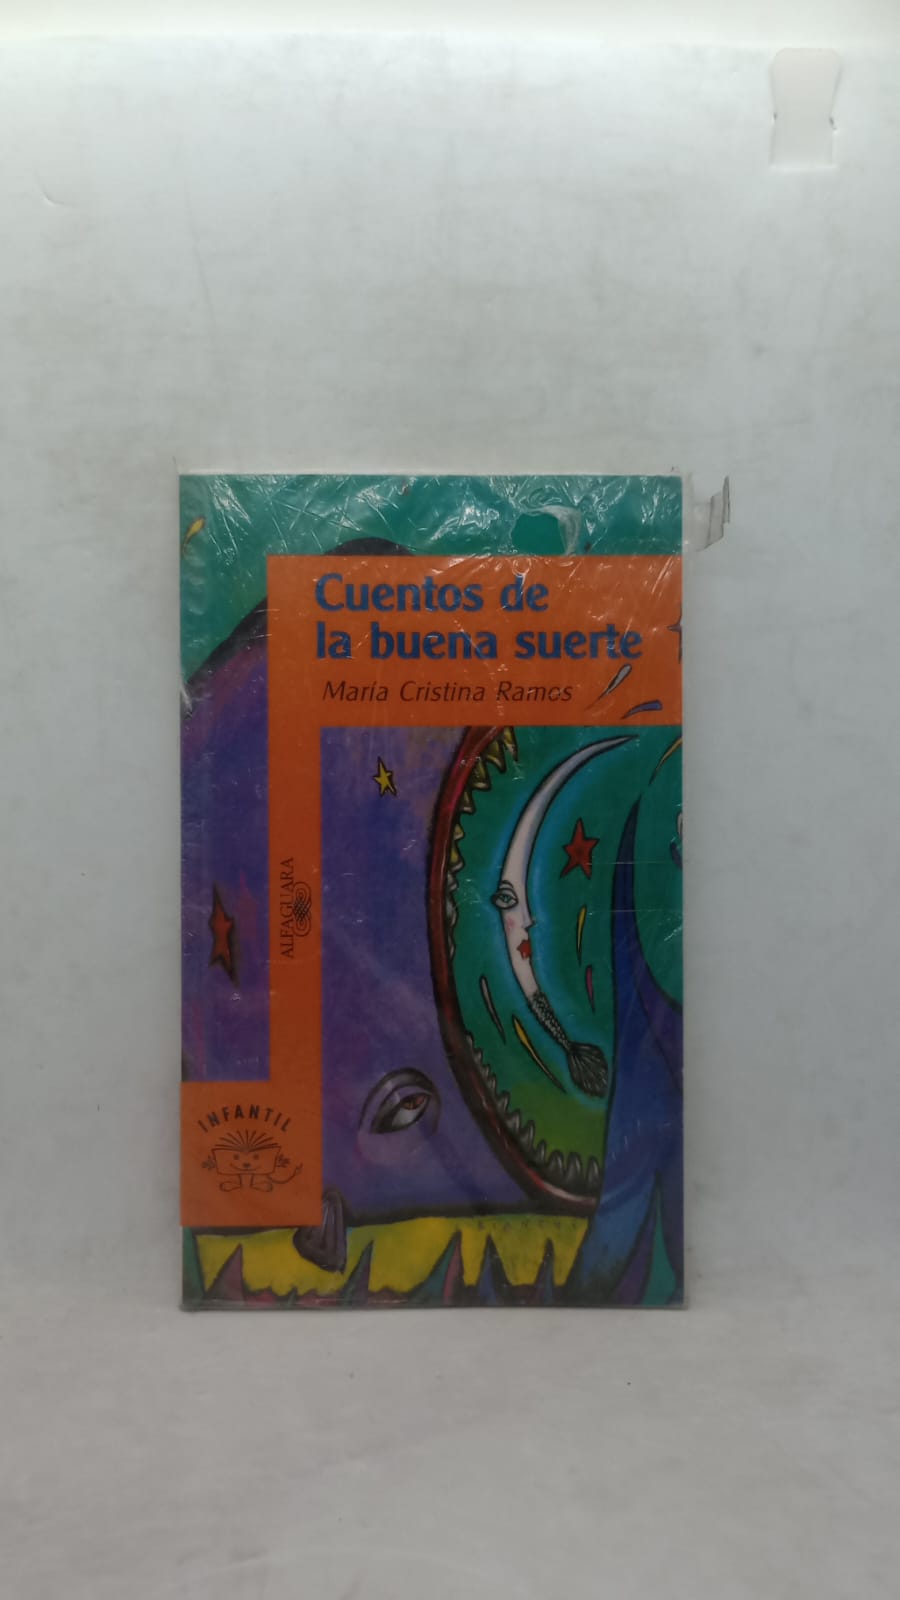 Cuentos de
la buena suerte
María Cristina Ramos
ALFAGUARA
INFANTIL